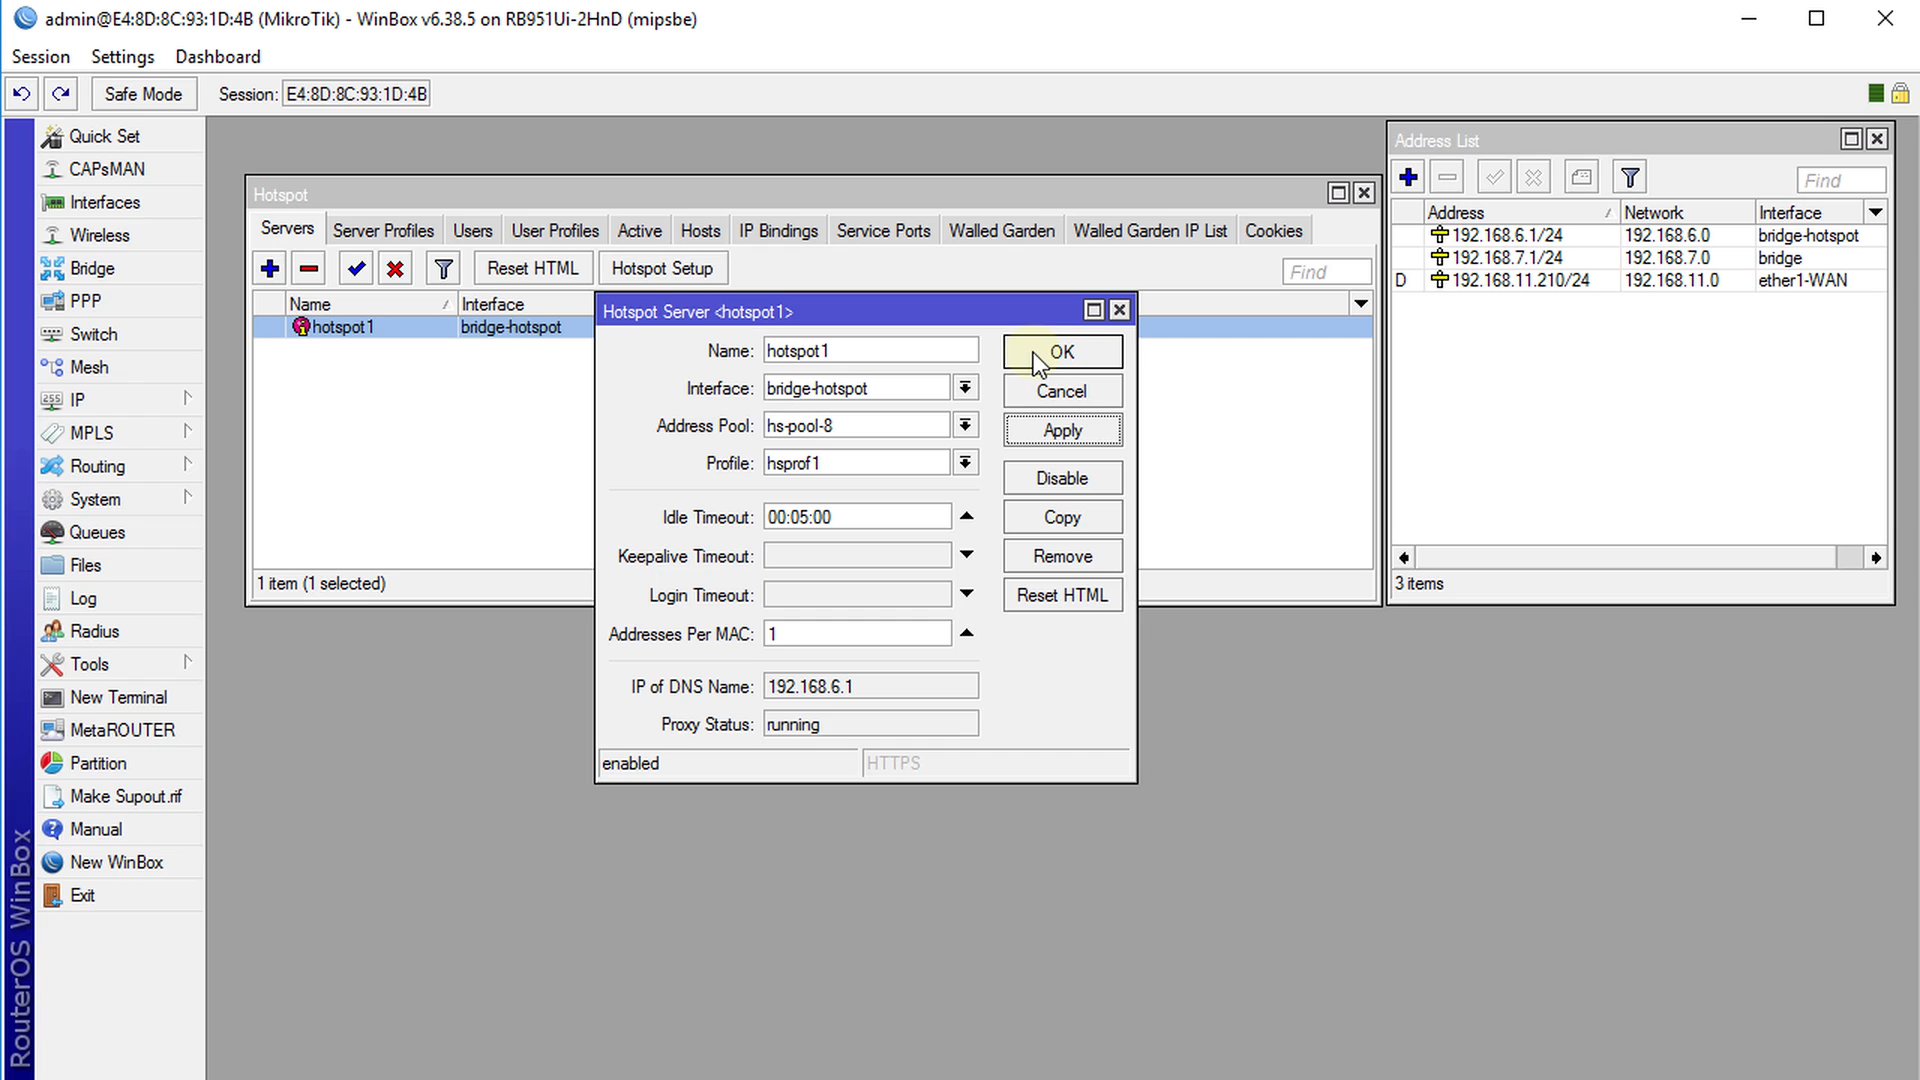 admin@E4:8D:8C:93:1D:4B (MikroTik) - WinBox v6.38.5 on RB951Ui-2HnD (mipsbe)
Session Settings Dashboard
Safe Mode Session: E4:8D:8C:93:1D:4B
RouterOS WinBox
Quick Set
CAPsMAN
Interfaces
Wireless
Bridge
PPP
Switch
Mesh
255 IP
MPLS
Routing
System
Queues
Files
Log
Radius
Tools
New Terminal
MetaROUTER
Partition
Make Supout.rif
Manual
New WinBox
Exit
Hotspot
Servers Server Profiles Users User Profiles Active Hosts IP Bindings Service Ports Walled Garden Walled Garden IP List Cookies
Reset HTML Hotspot Setup Find
Name Interface
hotspot1 bridge-hotspot
1 item (1 selected)
Hotspot Server <hotspot1>
Name: hotspot1
Interface: bridge-hotspot
Address Pool: hs-pool-8
Profile: hsprof1
Idle Timeout: 00:05:00
Keepalive Timeout:
Login Timeout:
Addresses Per MAC: 1
IP of DNS Name: 192.168.6.1
Proxy Status: running
enabled HTTPS
OK
Cancel
Apply
Disable
Copy
Remove
Reset HTML
Address List
Find
Address Network Interface
192.168.6.1/24 192.168.6.0 bridge-hotspot
192.168.7.1/24 192.168.7.0 bridge
D 192.168.11.210/24 192.168.11.0 ether1-WAN
3 items